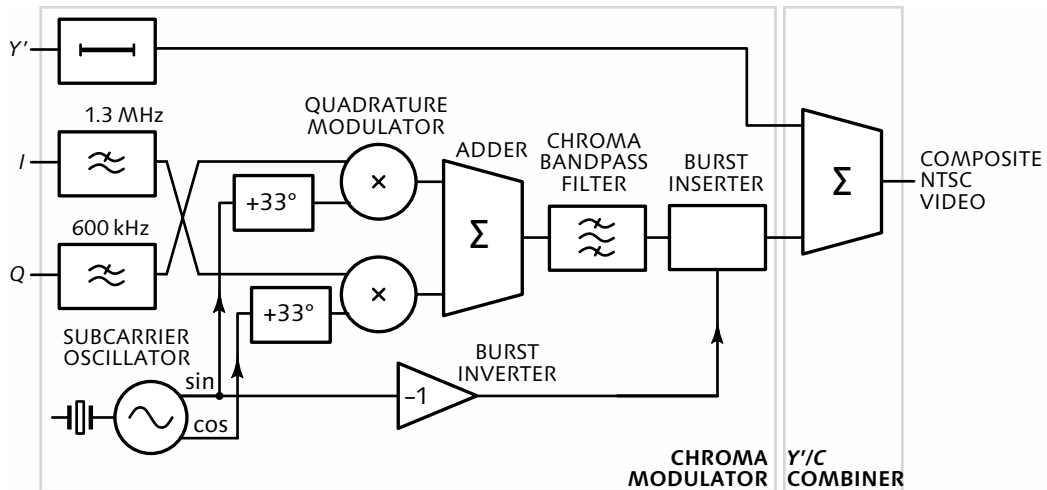 Y'
1.3 MHz
I
600 kHz
Q
QUADRATURE
MODULATOR
×
+33°
×
+33°
ADDER
Σ
CHROMA
BANDPASS
FILTER
BURST
INSERTER
Σ
COMPOSITE
NTSC
VIDEO
SUBCARRIER
OSCILLATOR
sin
cos
BURST
INVERTER
–1
CHROMA
MODULATOR
Y'/C
COMBINER